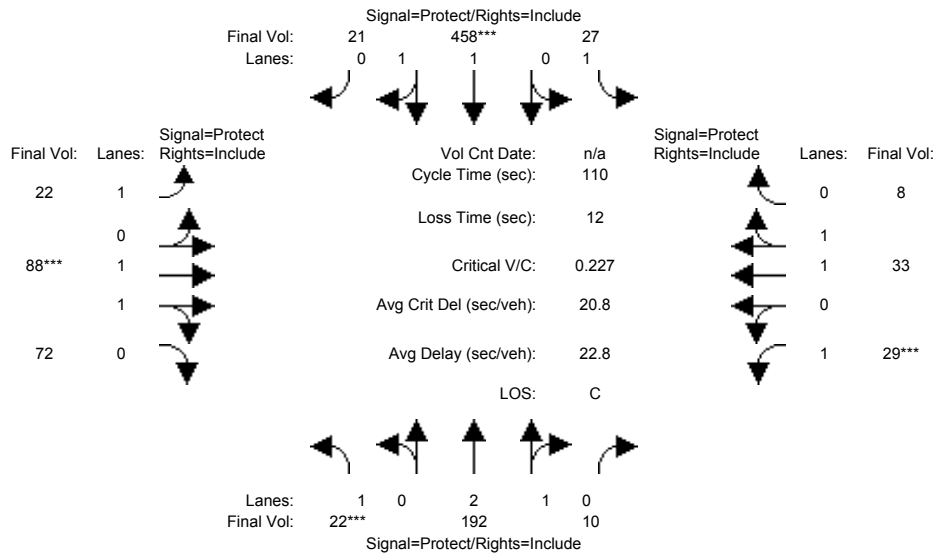 Signal=Protect/Rights=Include
Final Vol: 21 458*** 27
Lanes: 0 1 1 0 1
Signal=Protect
Final Vol: Lanes: Rights=Include
Vol Cnt Date: n/a
Signal=Protect
Rights=Include Lanes: Final Vol:
Cycle Time (sec): 110
22 1
0 8
Loss Time (sec): 12
0
1
88*** 1
Critical V/C: 0.227
1 33
1
Avg Crit Del (sec/veh): 20.8
0
72 0
Avg Delay (sec/veh): 22.8
1 29***
LOS: C
Lanes: 1 0 2 1 0
Final Vol: 22*** 192 10
Signal=Protect/Rights=Include